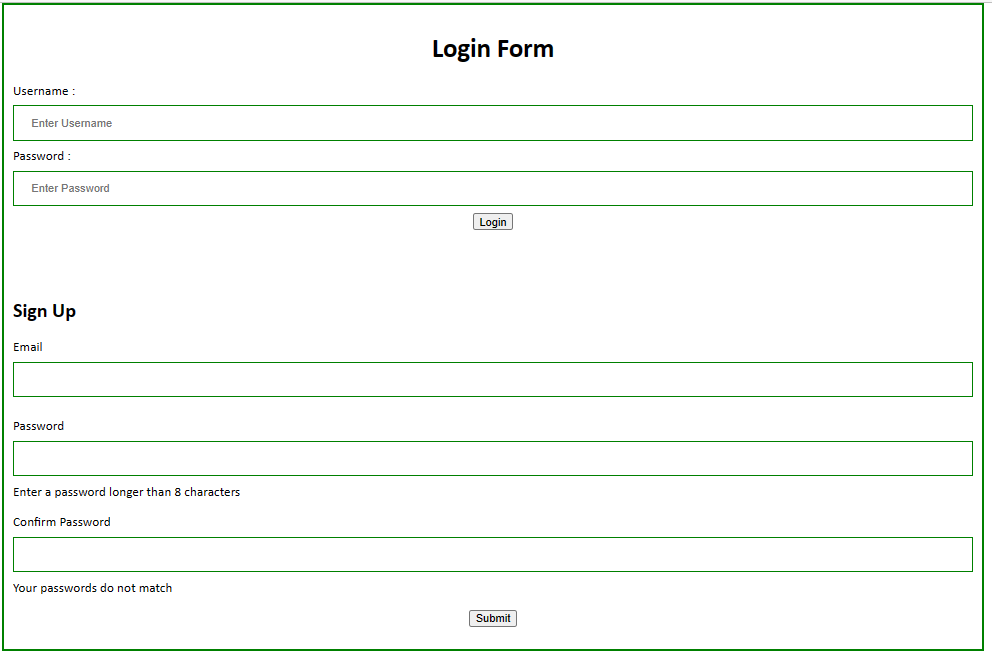 Login Form
Username :
Enter Username
Password :
Enter Password
Login
Sign Up
Email
Password
Enter a password longer than 8 characters
Confirm Password
Your passwords do not match
Submit